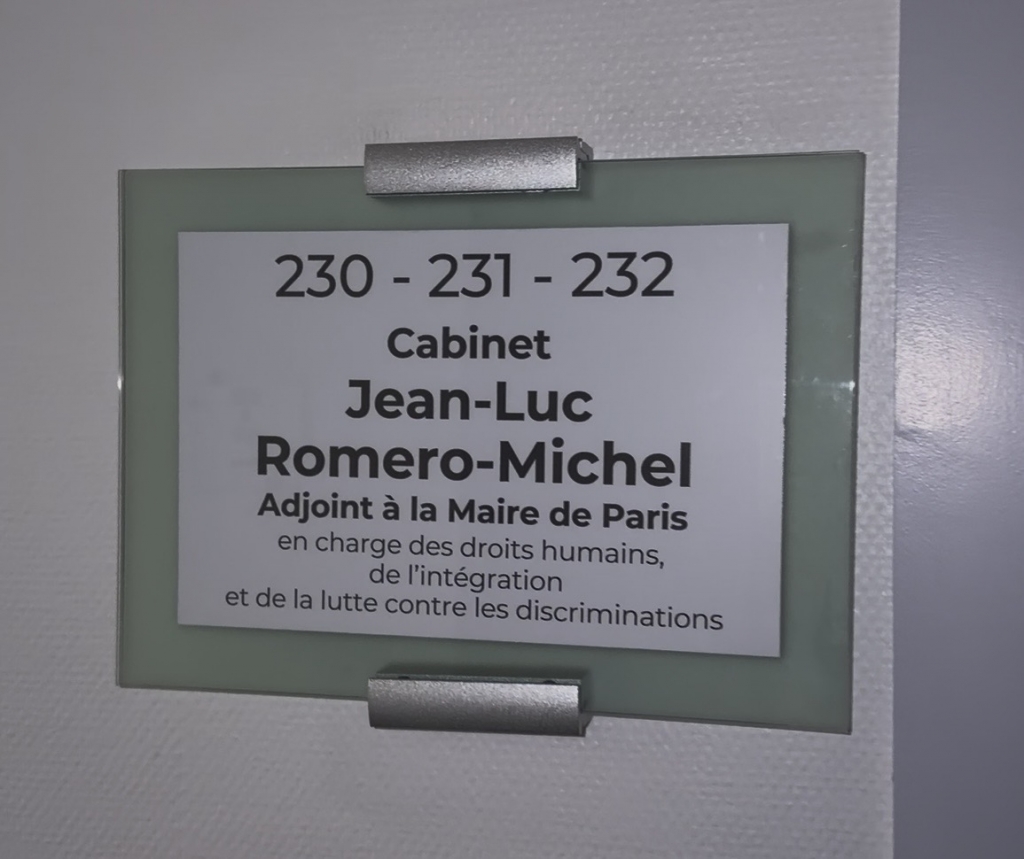 230 - 231 - 232
Cabinet
Jean-Luc
Romero-Michel
Adjoint à la Maire de Paris
en charge des droits humains,
de l'intégration
et de la lutte contre les discriminations